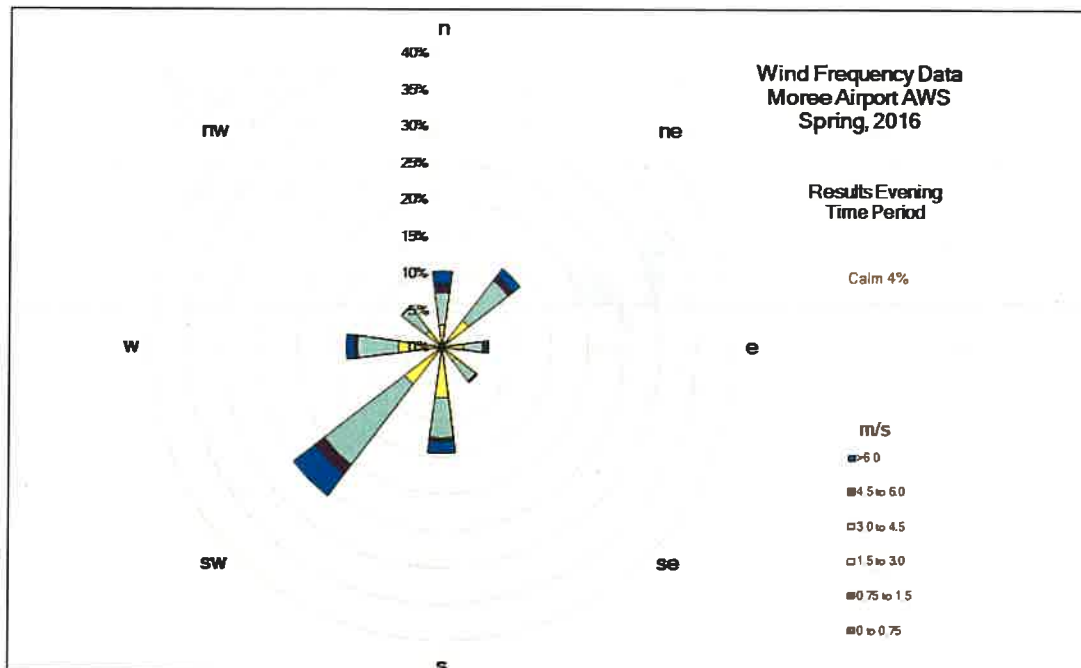 n
40%
35%
30%
25%
20%
15%
10%
5%
0%
nw
ne
w
e
sw
se
s
Wind Frequency Data
Moree Airport AWS
Spring, 2016
Results Evening
Time Period
Calm 4%
m/s
>6.0
4.5 to 6.0
3.0 to 4.5
1.5 to 3.0
0.75 to 1.5
0 to 0.75